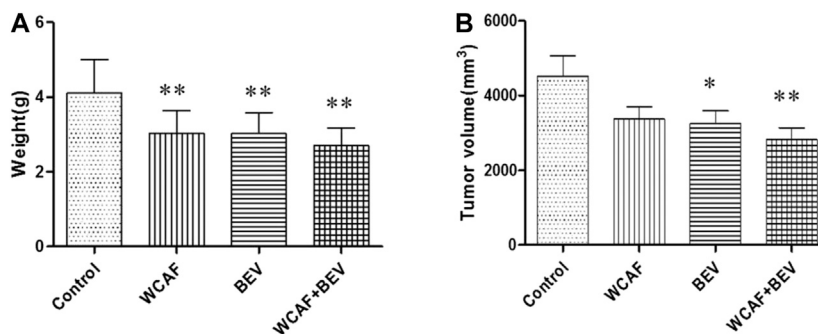 A
Weight(g)
6
4
2
0
**
**
**
Control
WCAF
BEV
WCAF+BEV
B
Tumor volume(mm³)
6000
4000
2000
0
*
**
Control
WCAF
BEV
WCAF+BEV